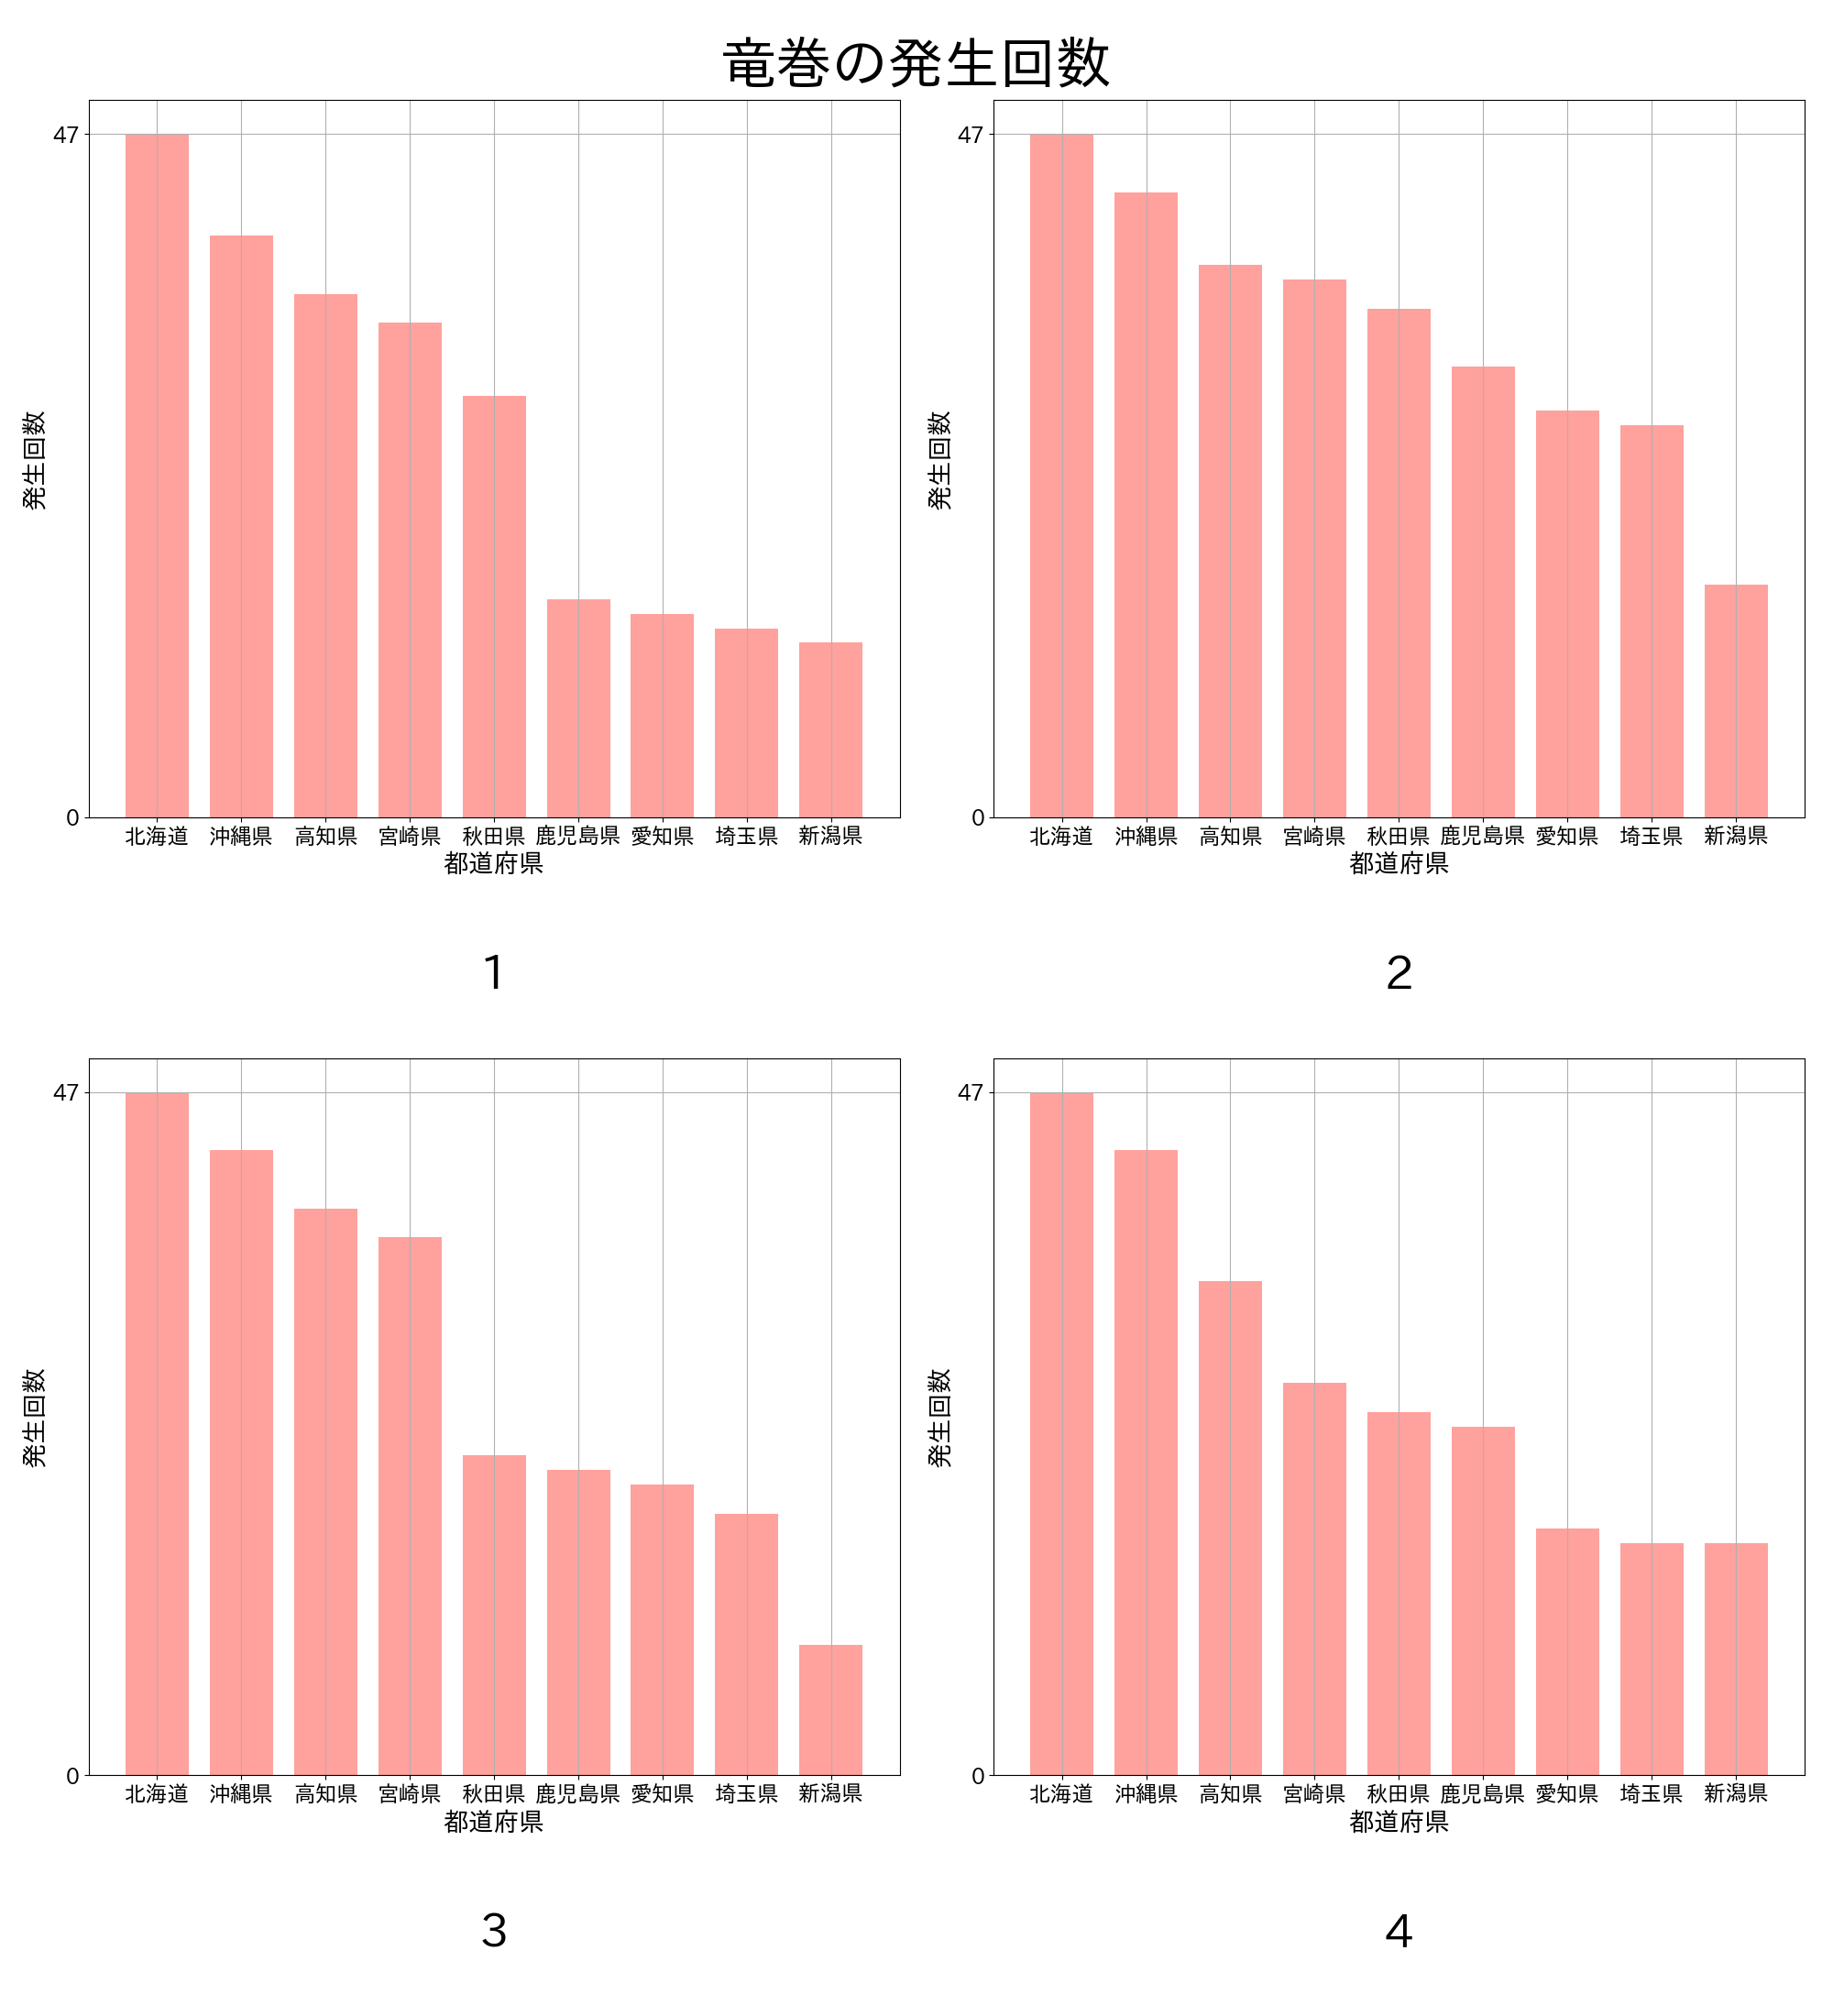 竜巻の発生回数
47
発生回数
0
北海道 沖縄県 高知県 宮崎県 秋田県 鹿児島県 愛知県 埼玉県 新潟県
都道府県
1
47
発生回数
0
北海道 沖縄県 高知県 宮崎県 秋田県 鹿児島県 愛知県 埼玉県 新潟県
都道府県
2
47
発生回数
0
北海道 沖縄県 高知県 宮崎県 秋田県 鹿児島県 愛知県 埼玉県 新潟県
都道府県
3
47
発生回数
0
北海道 沖縄県 高知県 宮崎県 秋田県 鹿児島県 愛知県 埼玉県 新潟県
都道府県
4